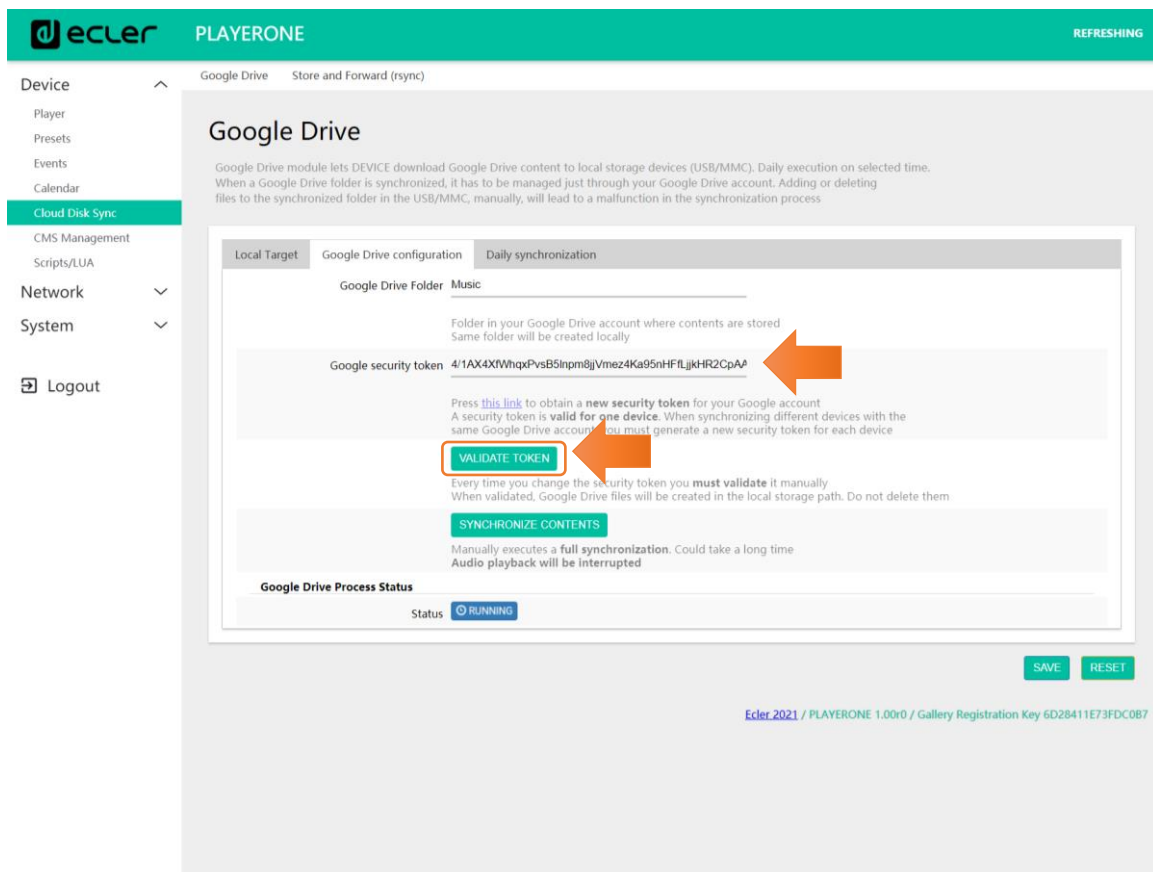 ecler
PLAYERONE
REFRESHING
Device
Player
Presets
Events
Calendar
Cloud Disk Sync
CMS Management
Scripts/LUA
Network
System
Logout
Google Drive Store and Forward (rsync)
Google Drive
Google Drive module lets DEVICE download Google Drive content to local storage devices (USB/MMC). Daily execution on selected time.
When a Google Drive folder is synchronized, it has to be managed just through your Google Drive account. Adding or deleting
files to the synchronized folder in the USB/MMC, manually, will lead to a malfunction in the synchronization process
Local Target Google Drive configuration Daily synchronization
Google Drive Folder Music
Folder in your Google Drive account where contents are stored
Same folder will be created locally
Google security token
Press this link to obtain a new security token for your Google account
A security token is valid for one device. When synchronizing different devices with the
same Google Drive account you must generate a new security token for each device
VALIDATE TOKEN
Every time you change the security token you must validate it manually
When validated, Google Drive files will be created in the local storage path. Do not delete them
SYNCHRONIZE CONTENTS
Manually executes a full synchronization. Could take a long time
Audio playback will be interrupted
Google Drive Process Status
Status RUNNING
SAVE RESET
Ecler 2021 / PLAYERONE 1.00r0 / Gallery Registration Key 6D28411E73FDC0B7